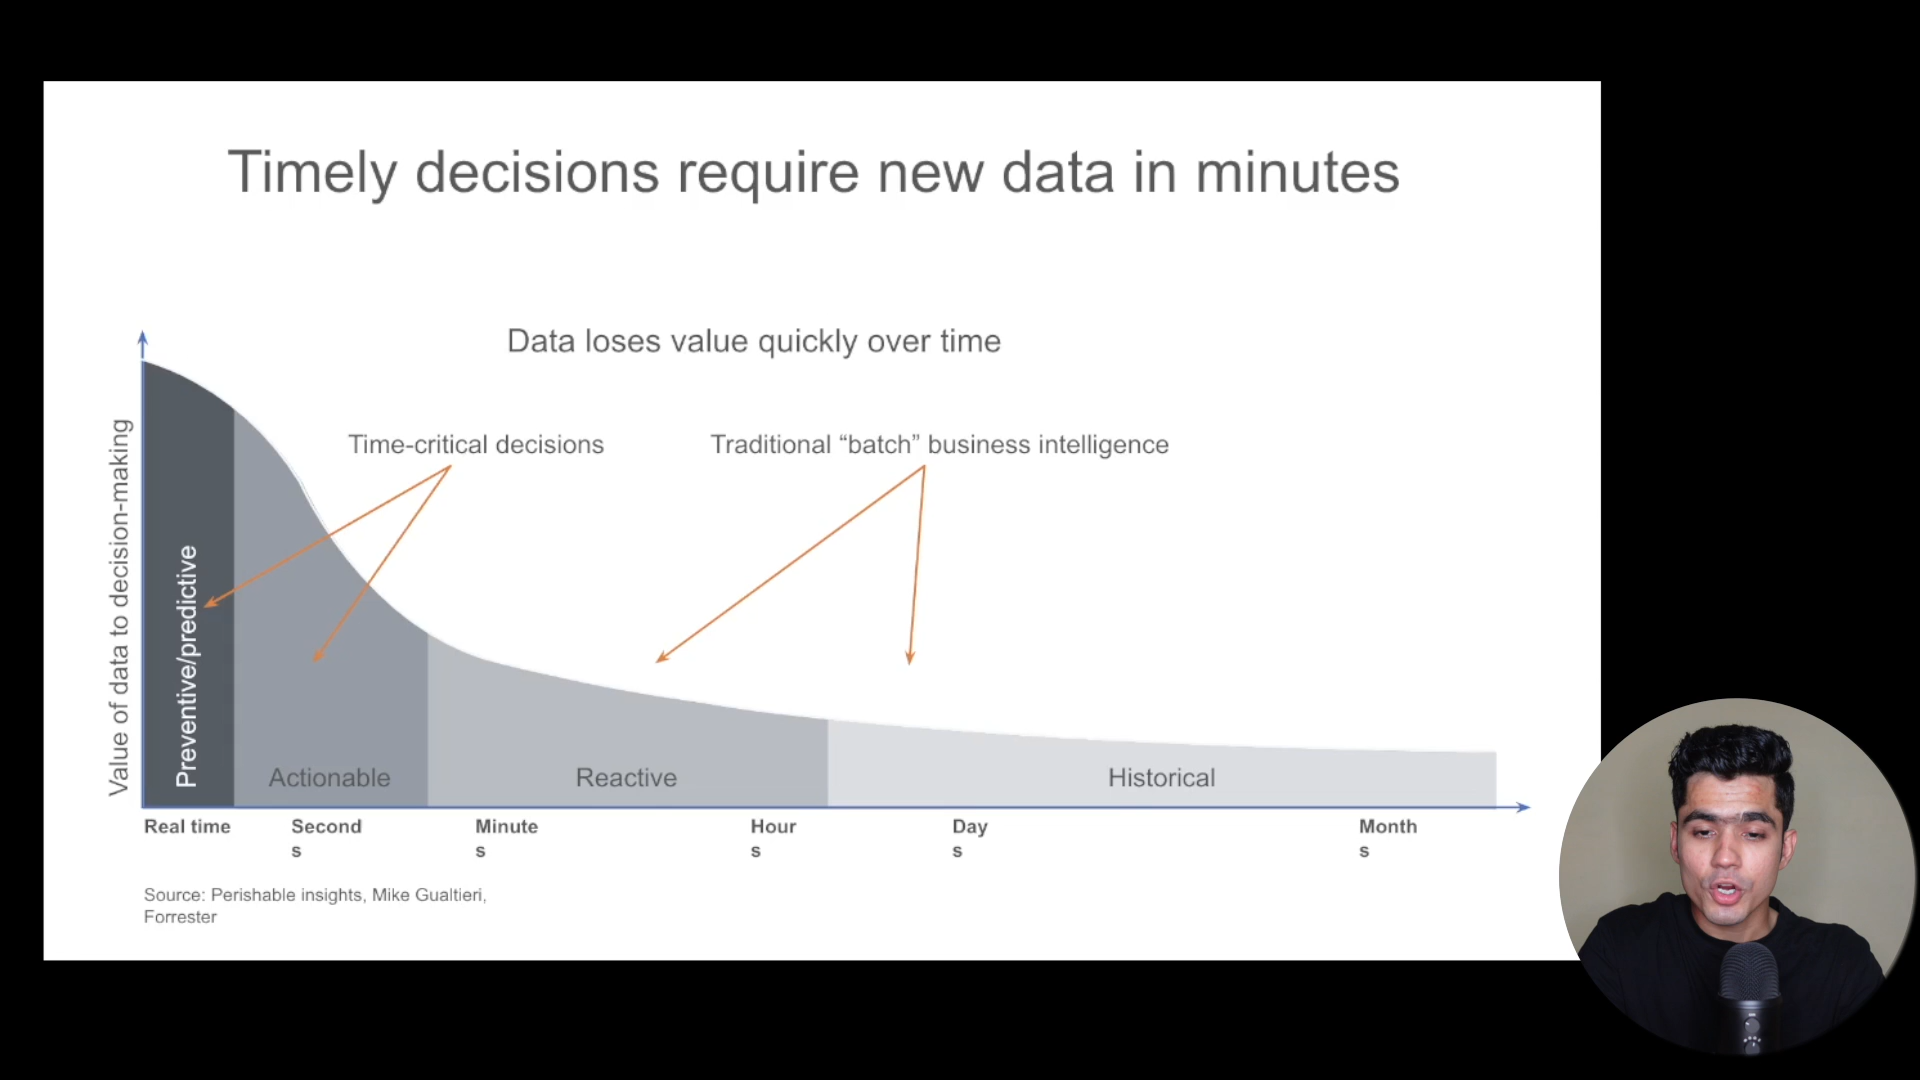 Timely decisions require new data in minutes
Data loses value quickly over time
Time-critical decisions
Traditional “batch” business intelligence
Value of data to decision-making
Preventive/predictive
Actionable
Reactive
Historical
Real time
Second
s
Minute
s
Hour
s
Day
s
Month
s
Source: Perishable insights, Mike Gualtieri,
Forrester